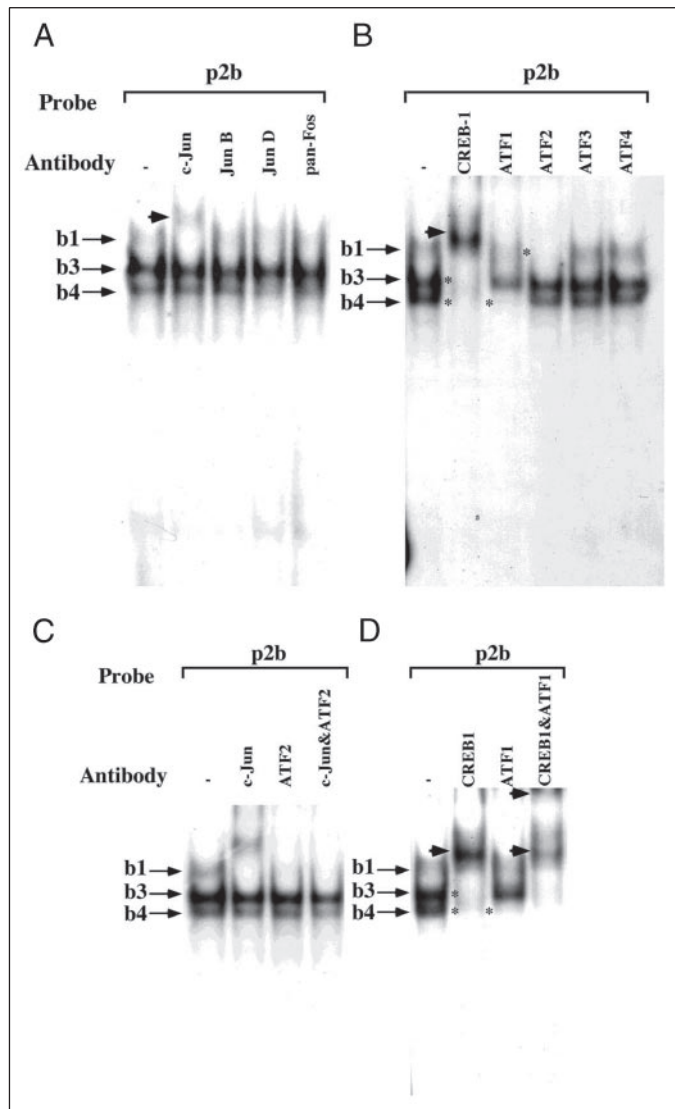 A
p2b
Probe
Antibody
-
c-Jun
Jun B
Jun D
pan-Fos
b1
b3
b4
B
p2b
-
CREB-1
ATF1
ATF2
ATF3
ATF4
b1
b3
b4
*
*
*
*
*
C
p2b
Probe
Antibody
-
c-Jun
ATF2
c-Jun&ATF2
b1
b3
b4
D
p2b
-
CREB1
ATF1
CREB1&ATF1
b1
b3
b4
*
*
*